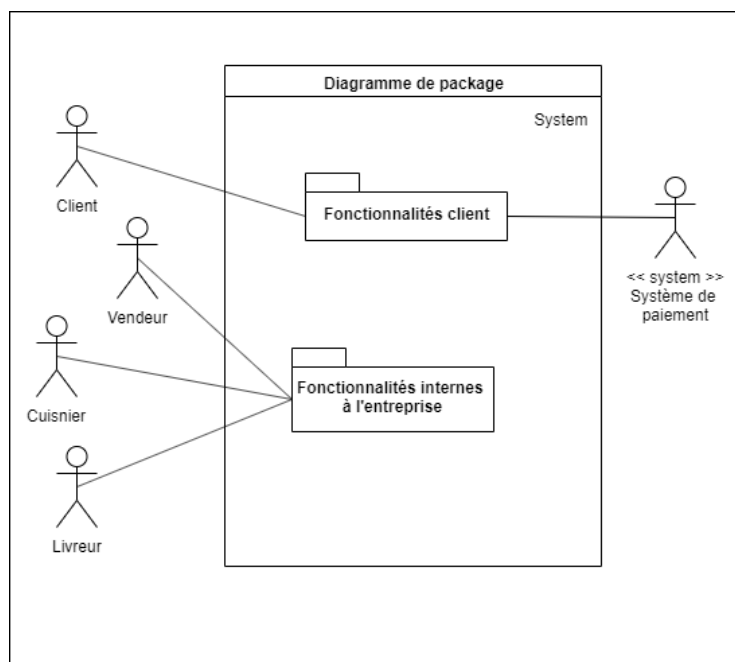 Diagramme de package
System
Client
Fonctionnalités client
<< system >>
Système de
paiement
Vendeur
Fonctionnalités internes
à l'entreprise
Cuisnier
Livreur